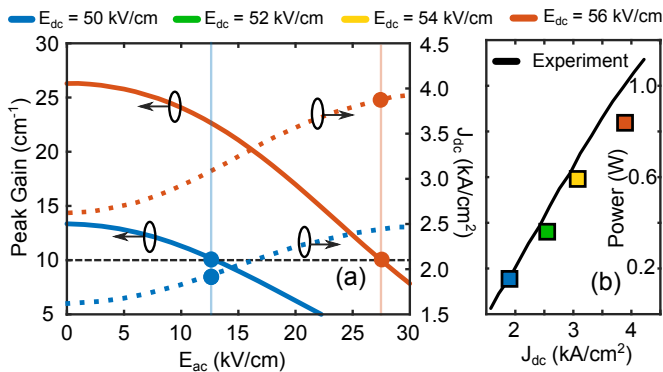 E_dc = 50 kV/cm E_dc = 52 kV/cm E_dc = 54 kV/cm E_dc = 56 kV/cm
30
25
20
15
10
5
Peak Gain (cm⁻¹)
0 5 10 15 20 25 30
E_ac (kV/cm)
4.5
4.0
3.5
3.0
2.5
2.0
1.5
J_dc (kA/cm²)
(a)
Experiment
1.0
0.6
0.2
Power (W)
(b)
2 3 4
J_dc (kA/cm²)